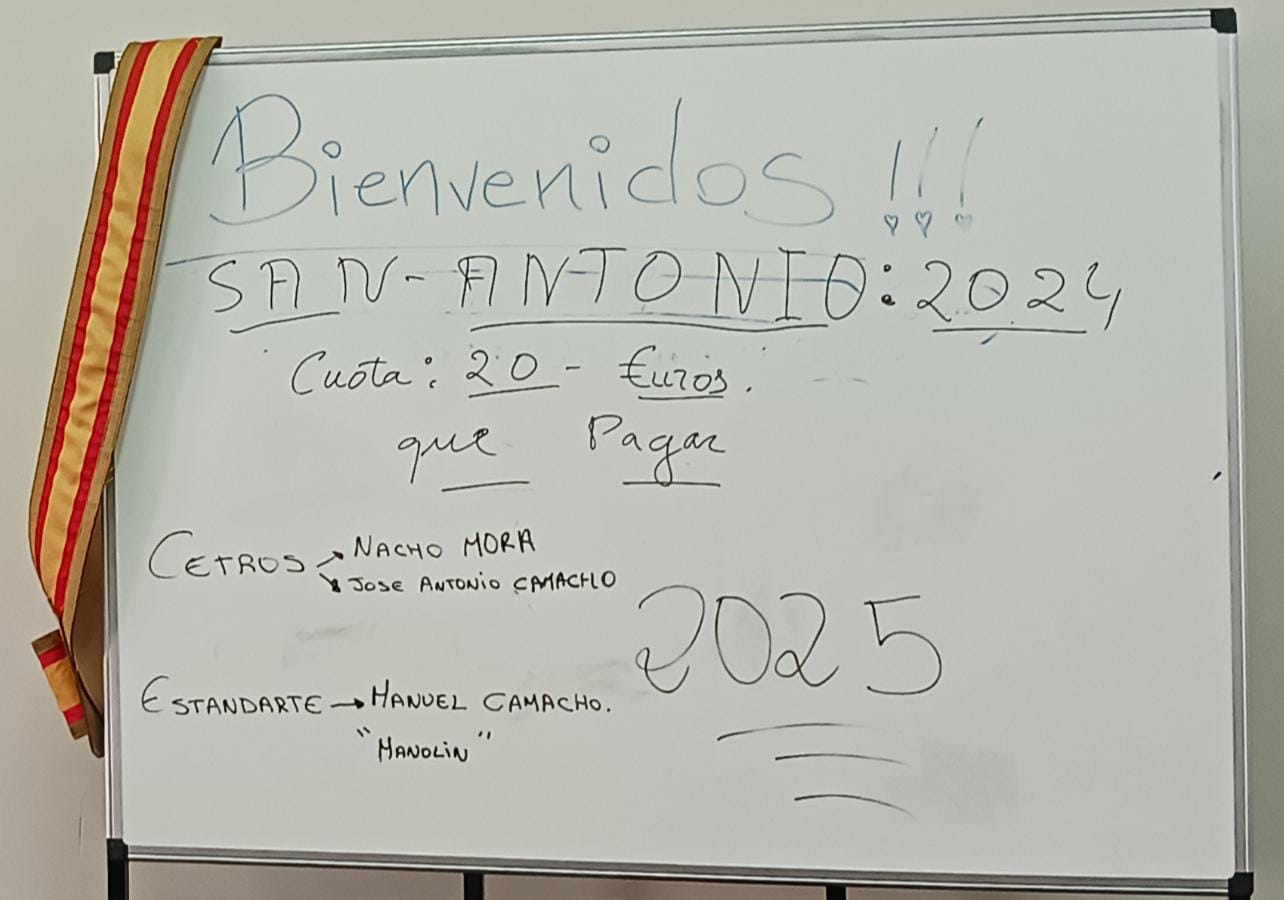 Bienvenidos !!!
SAN-ANTONIO: 2024
Cuota: 20 - Euros.
que Pagar
CETROS → NACHO MORA
↘ JOSE ANTONIO CAMACHO
2025
ESTANDARTE → MANUEL CAMACHO.
"MANOLIN"